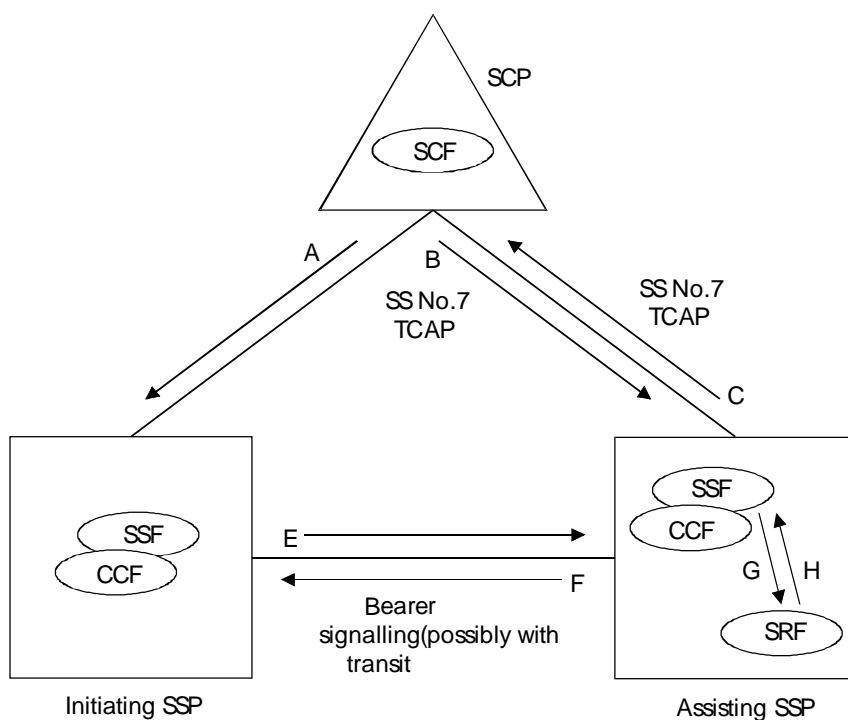 SCP
SCF
A
B
SS No.7
TCAP
SS No.7
TCAP
C
SSF
CCF
E
F
Bearer
signalling(possibly with
transit
SSF
CCF
G
H
SRF
Initiating SSP
Assisting SSP